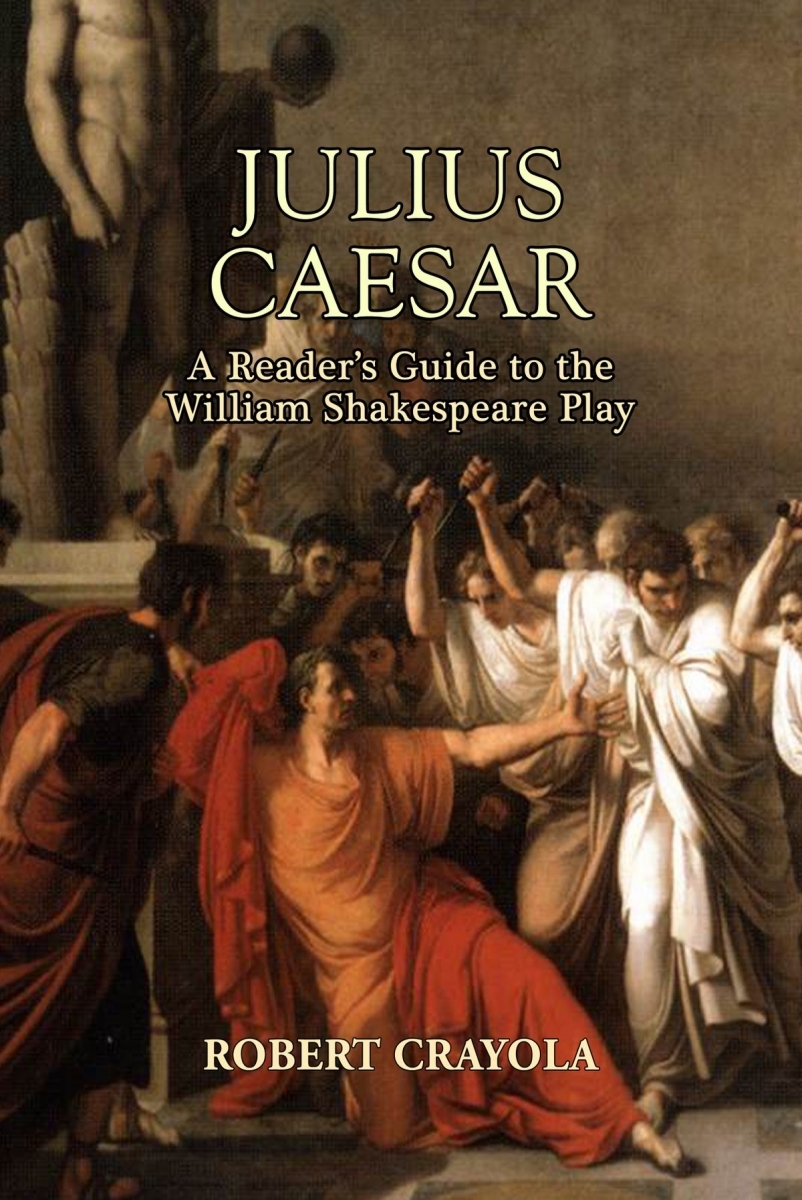 JULIUS
CAESAR
A Reader’s Guide to the
William Shakespeare Play
ROBERT CRAYOLA